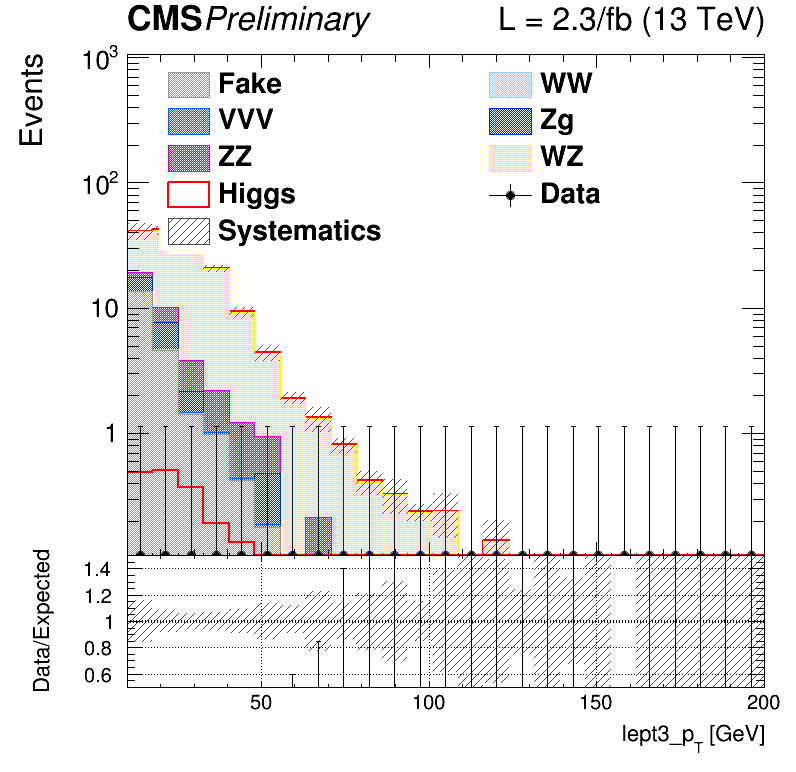 CMS Preliminary L = 2.3/fb (13 TeV)
Events
10³
10²
10
1
Fake
WW
VVV
Zg
ZZ
WZ
Higgs
Data
Systematics
Data/Expected
1.4
1.2
1
0.8
0.6
50 100 150 200
lept3_p_T [GeV]